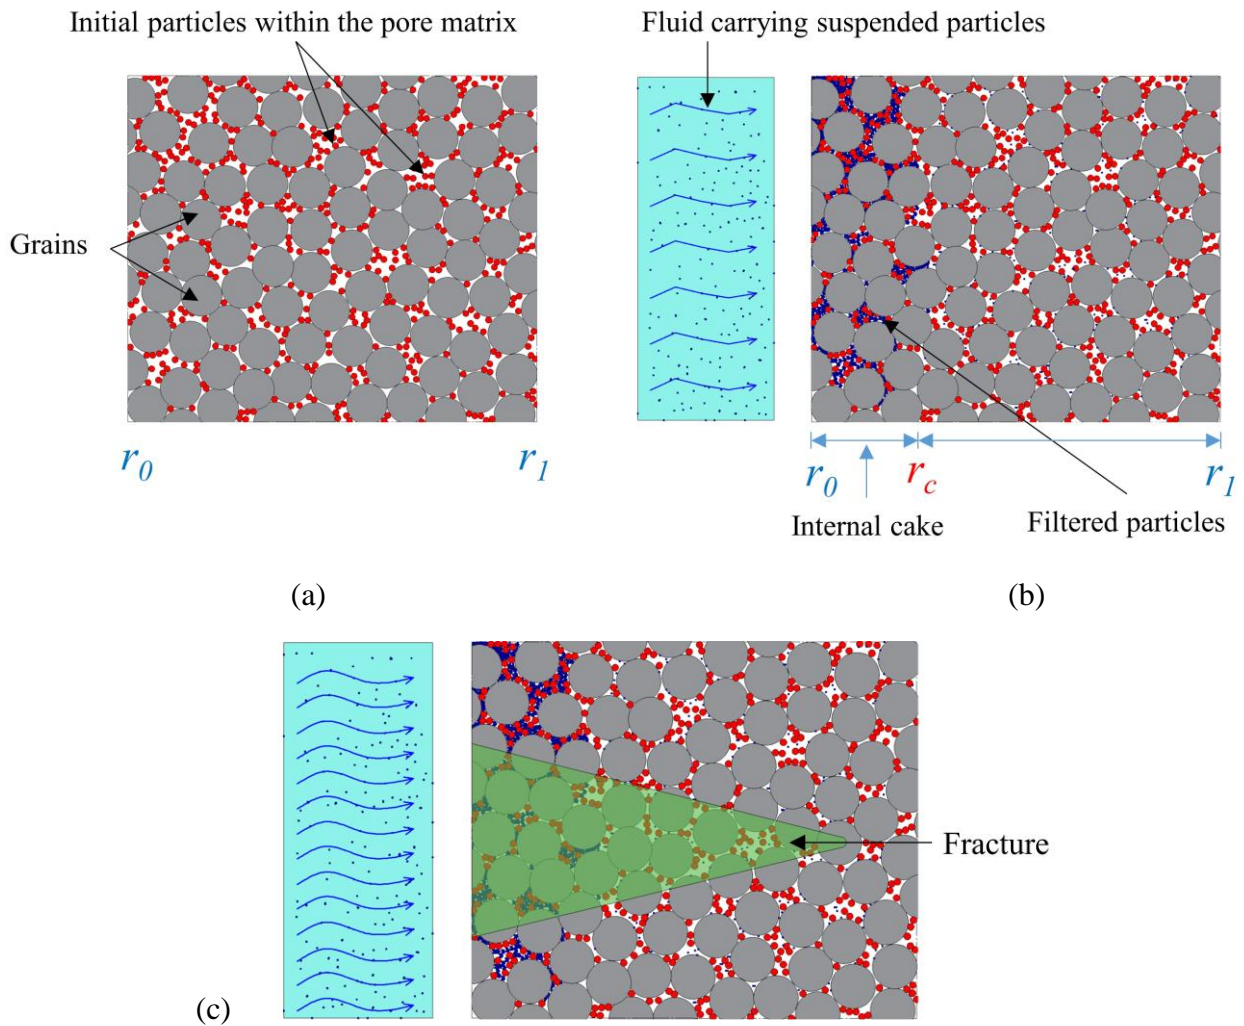 Initial particles within the pore matrix
Fluid carrying suspended particles
Grains
r0
r1
r0
rc
r1
Internal cake
Filtered particles
(a)
(b)
Fracture
(c)